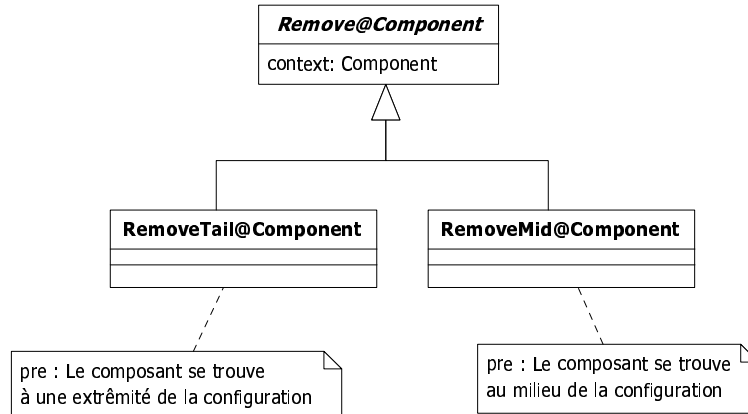 Remove@Component
context: Component
RemoveTail@Component
RemoveMid@Component
pre : Le composant se trouve
à une extrêmité de la configuration
pre : Le composant se trouve
au milieu de la configuration